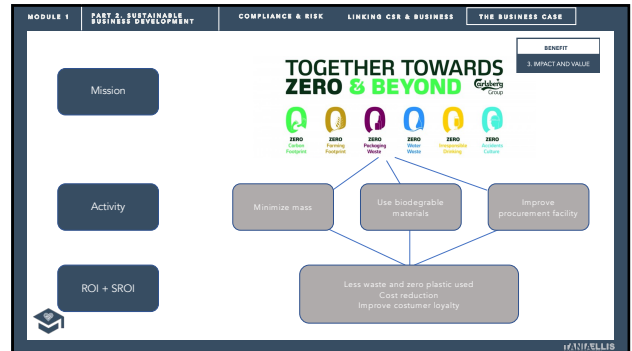 MODULE 1
PART 2. SUSTAINABLE
BUSINESS DEVELOPMENT
COMPLIANCE & RISK
LINKING CSR & BUSINESS
THE BUSINESS CASE
BENEFIT
3. IMPACT AND VALUE
TOGETHER TOWARDS
ZERO & BEYOND
Carlsberg
Group
ZERO
Carbon
Footprint
ZERO
Farming
Footprint
ZERO
Packaging
Waste
ZERO
Water
Waste
ZERO
Irresponsible
Drinking
ZERO
Accidents
Culture
Mission
Activity
Minimize mass
Use biodegrable
materials
Improve
procurement facility
ROI + SROI
Less waste and zero plastic used
Cost reduction
Improve costumer loyalty
TANIAELLIS